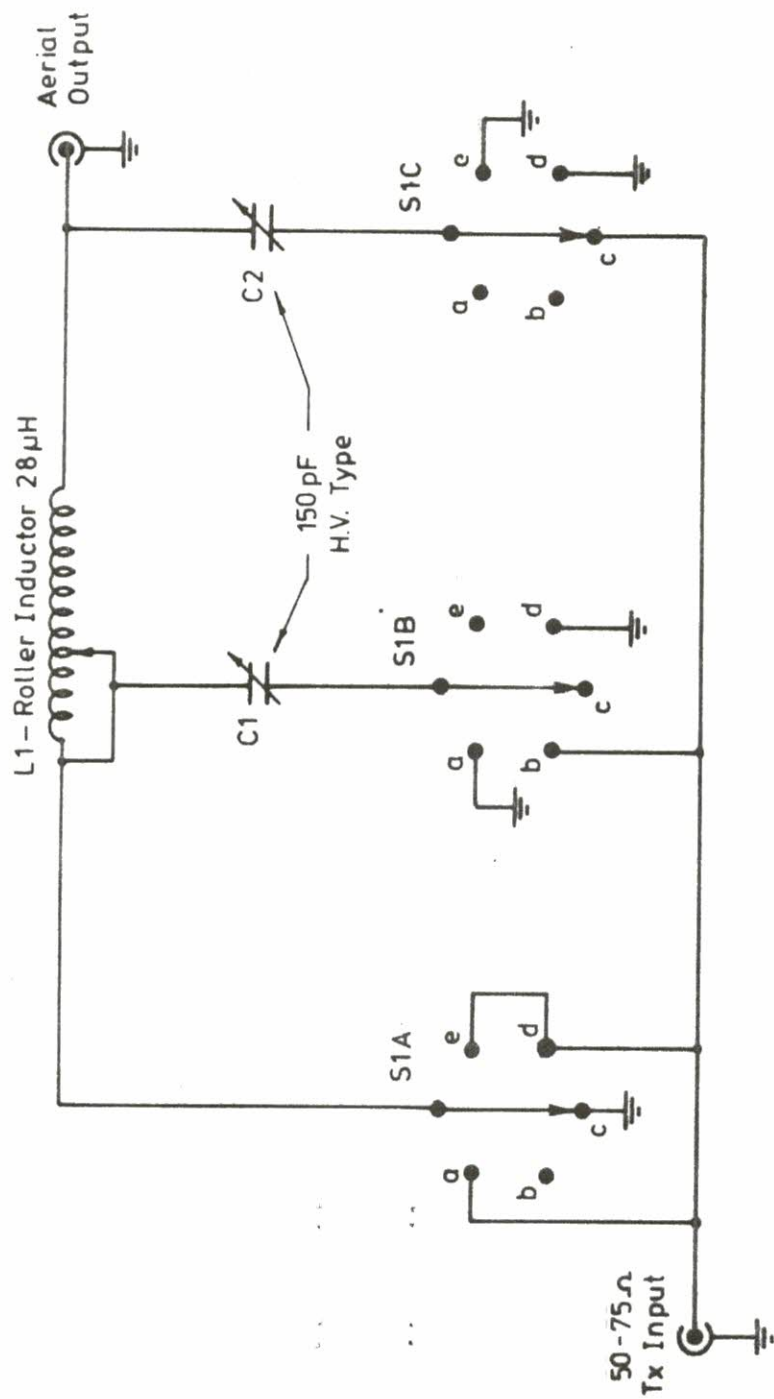 L1–Roller Inductor 28µH
Aerial
Output
C1
C2
150pF
H.V. Type
S1A
S1B
S1C
a
b
c
d
e
a
b
c
d
e
a
b
c
d
e
50-75Ω
Tx Input